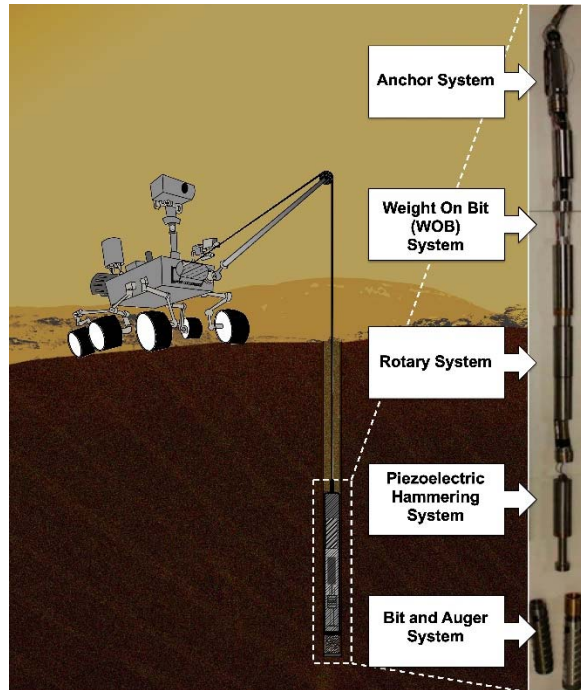 Anchor System
Weight On Bit
(WOB)
System
Rotary System
Piezoelectric
Hammering
System
Bit and Auger
System